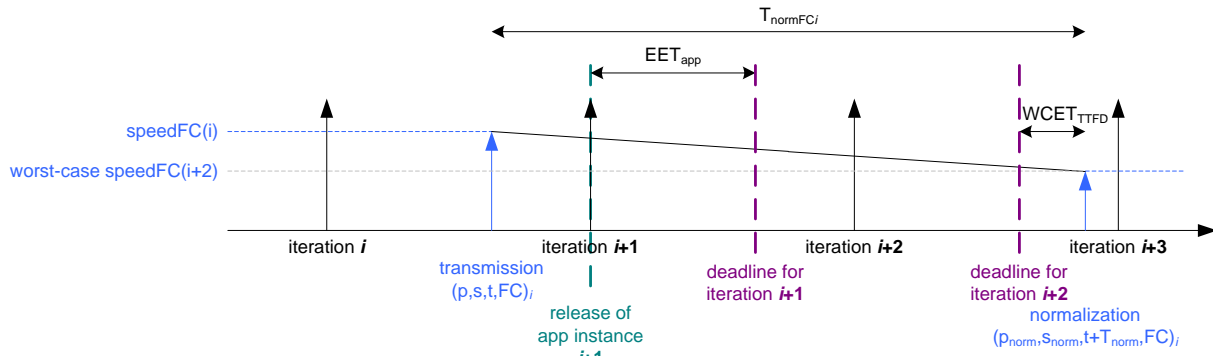 T_normFCi
EET_app
WCET_TTFD
speedFC(i)
worst-case speedFC(i+2)
iteration i
iteration i+1
iteration i+2
iteration i+3
transmission
(p,s,t,FC)_i
deadline for
iteration i+1
deadline for
iteration i+2
release of
app instance
i+1
normalization
(p_norm,s_norm,t+T_norm,FC)_i